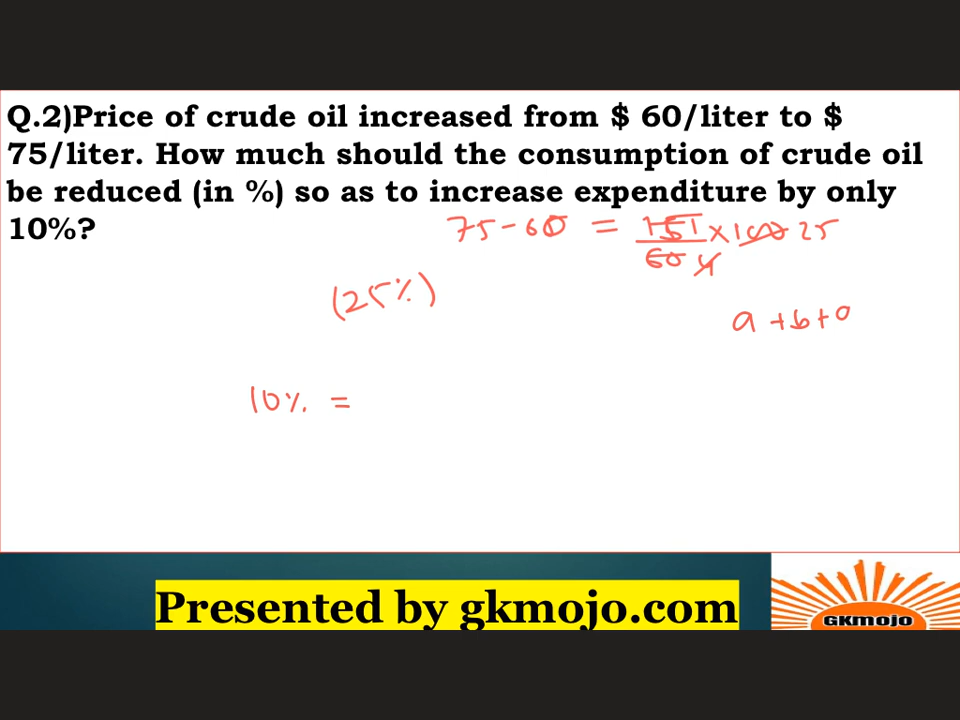 Q.2)Price of crude oil increased from $ 60/liter to $
75/liter. How much should the consumption of crude oil
be reduced (in %) so as to increase expenditure by only
10%?
75-60 = 151/60 4 ×100 25
(25%)
a + b + a
10% =
Presented by gkmojo.com
GKmojo